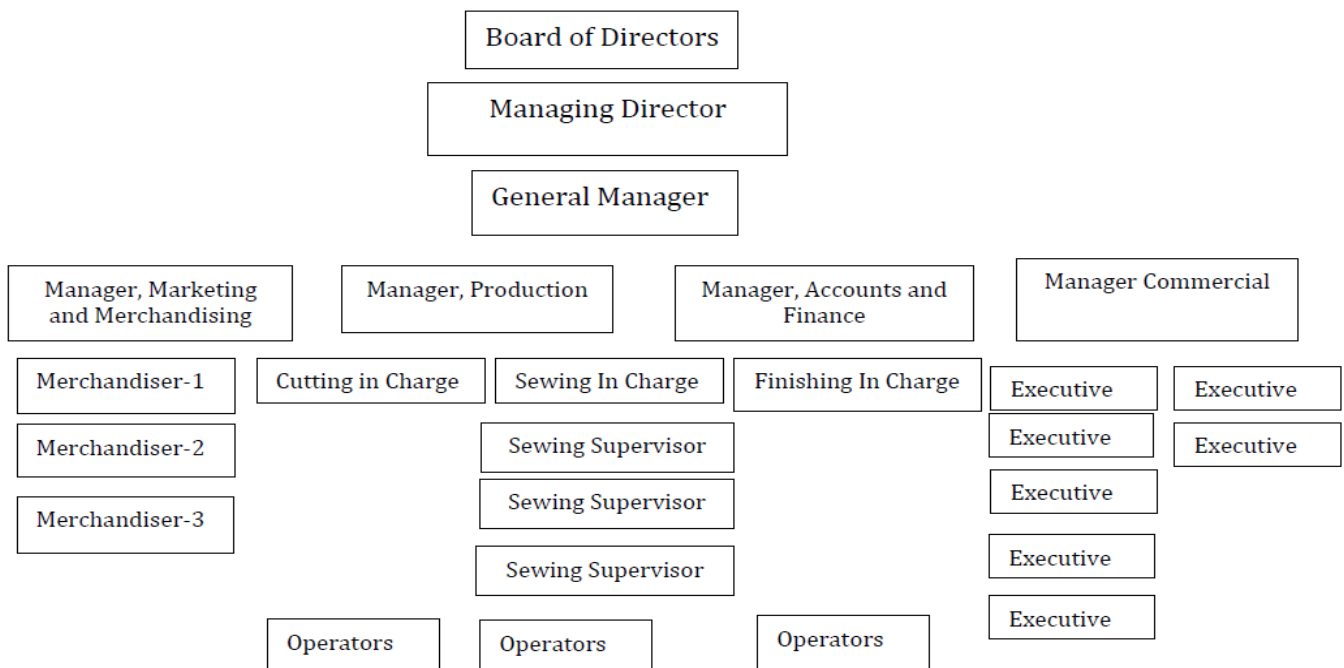 Board of Directors
Managing Director
General Manager
Manager, Marketing
and Merchandising
Manager, Production
Manager, Accounts and
Finance
Manager Commercial
Merchandiser-1
Cutting in Charge
Sewing In Charge
Finishing In Charge
Executive
Executive
Merchandiser-2
Sewing Supervisor
Executive
Executive
Merchandiser-3
Sewing Supervisor
Executive
Sewing Supervisor
Executive
Executive
Operators
Operators
Operators